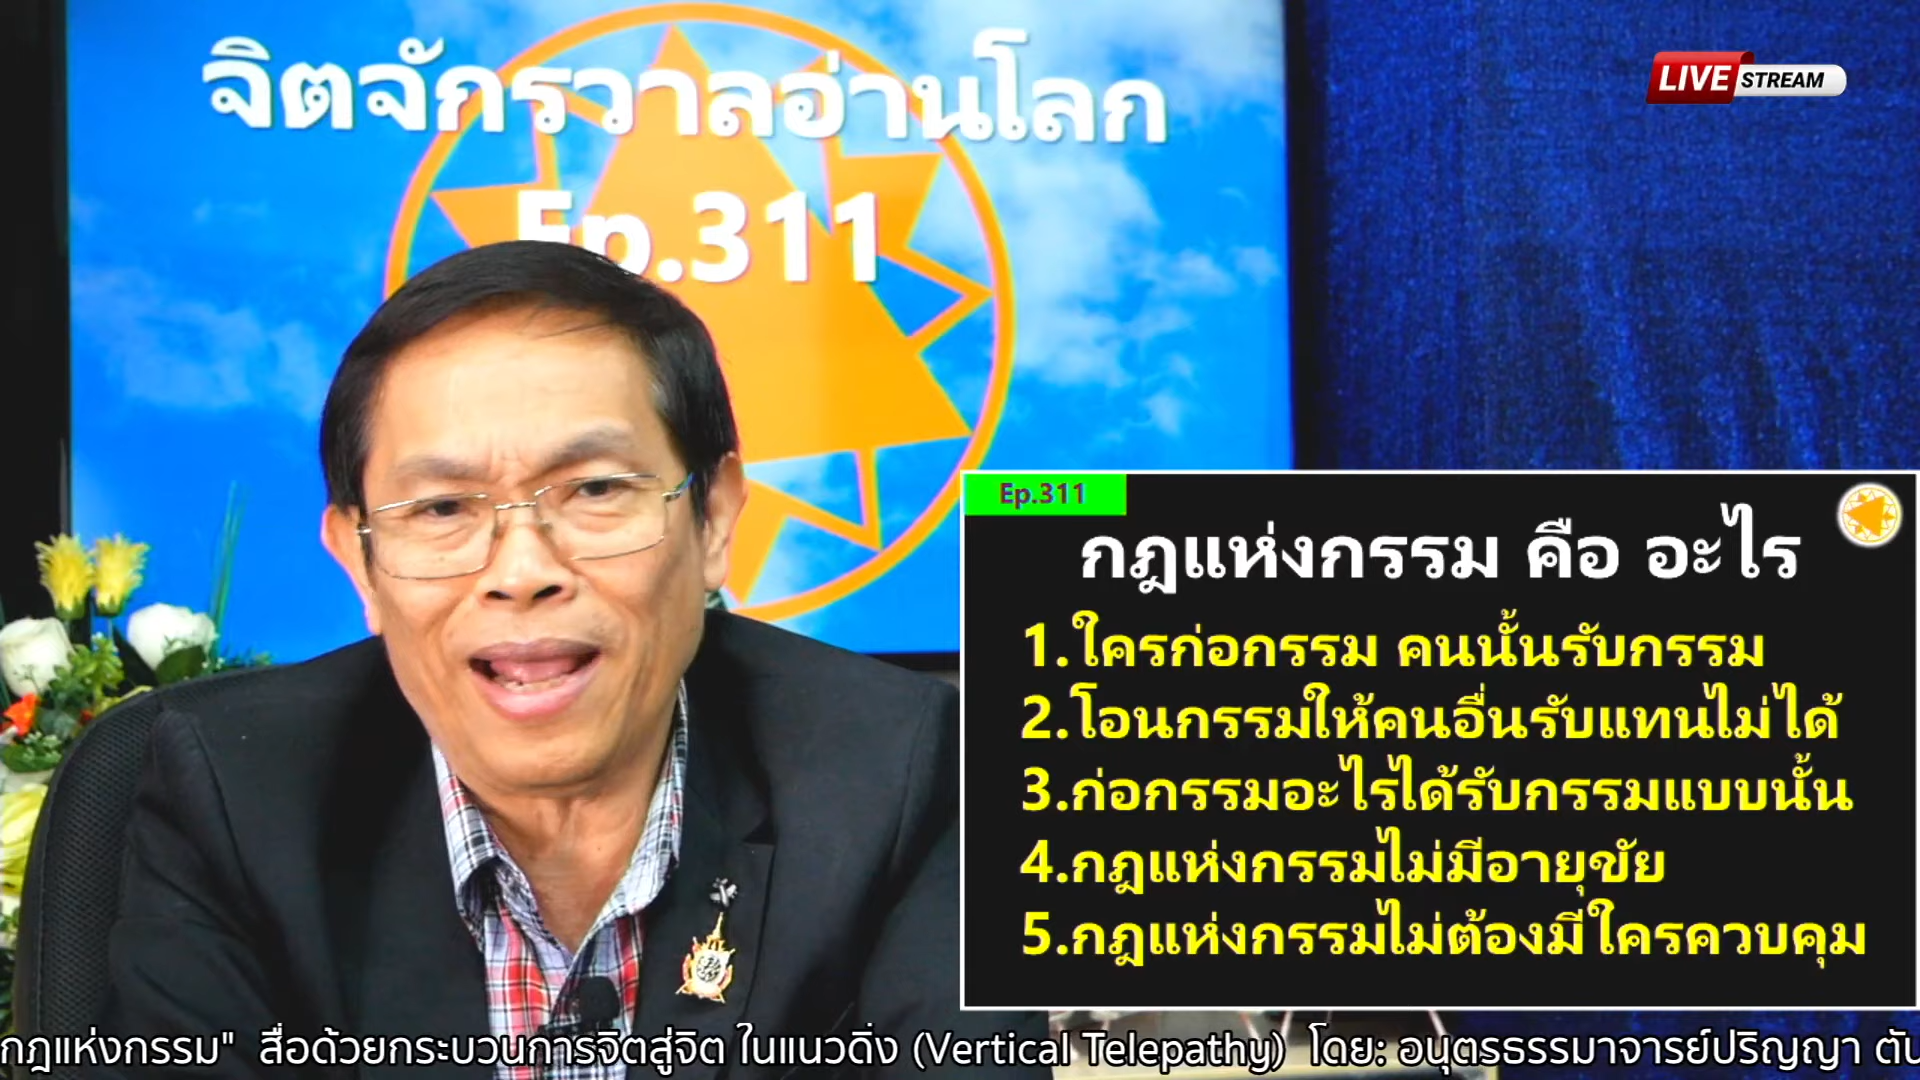 จิตจักรวาลอ่านโลก
Ep.311
LIVE STREAM
Ep.311
กฎแห่งกรรม คือ อะไร
1.ใครก่อกรรม คนนั้นรับกรรม
2.โอนกรรมให้คนอื่นรับแทนไม่ได้
3.ก่อกรรมอะไรได้รับกรรมแบบนั้น
4.กฎแห่งกรรมไม่มีอายุขัย
5.กฎแห่งกรรมไม่ต้องมีใครควบคุม
กฎแห่งกรรม" สื่อด้วยกระบวนการจิตสู่จิต ในแนวดิ่ง (Vertical Telepathy) โดย: อนุตรธรรมาจารย์ปริญญา ตัน